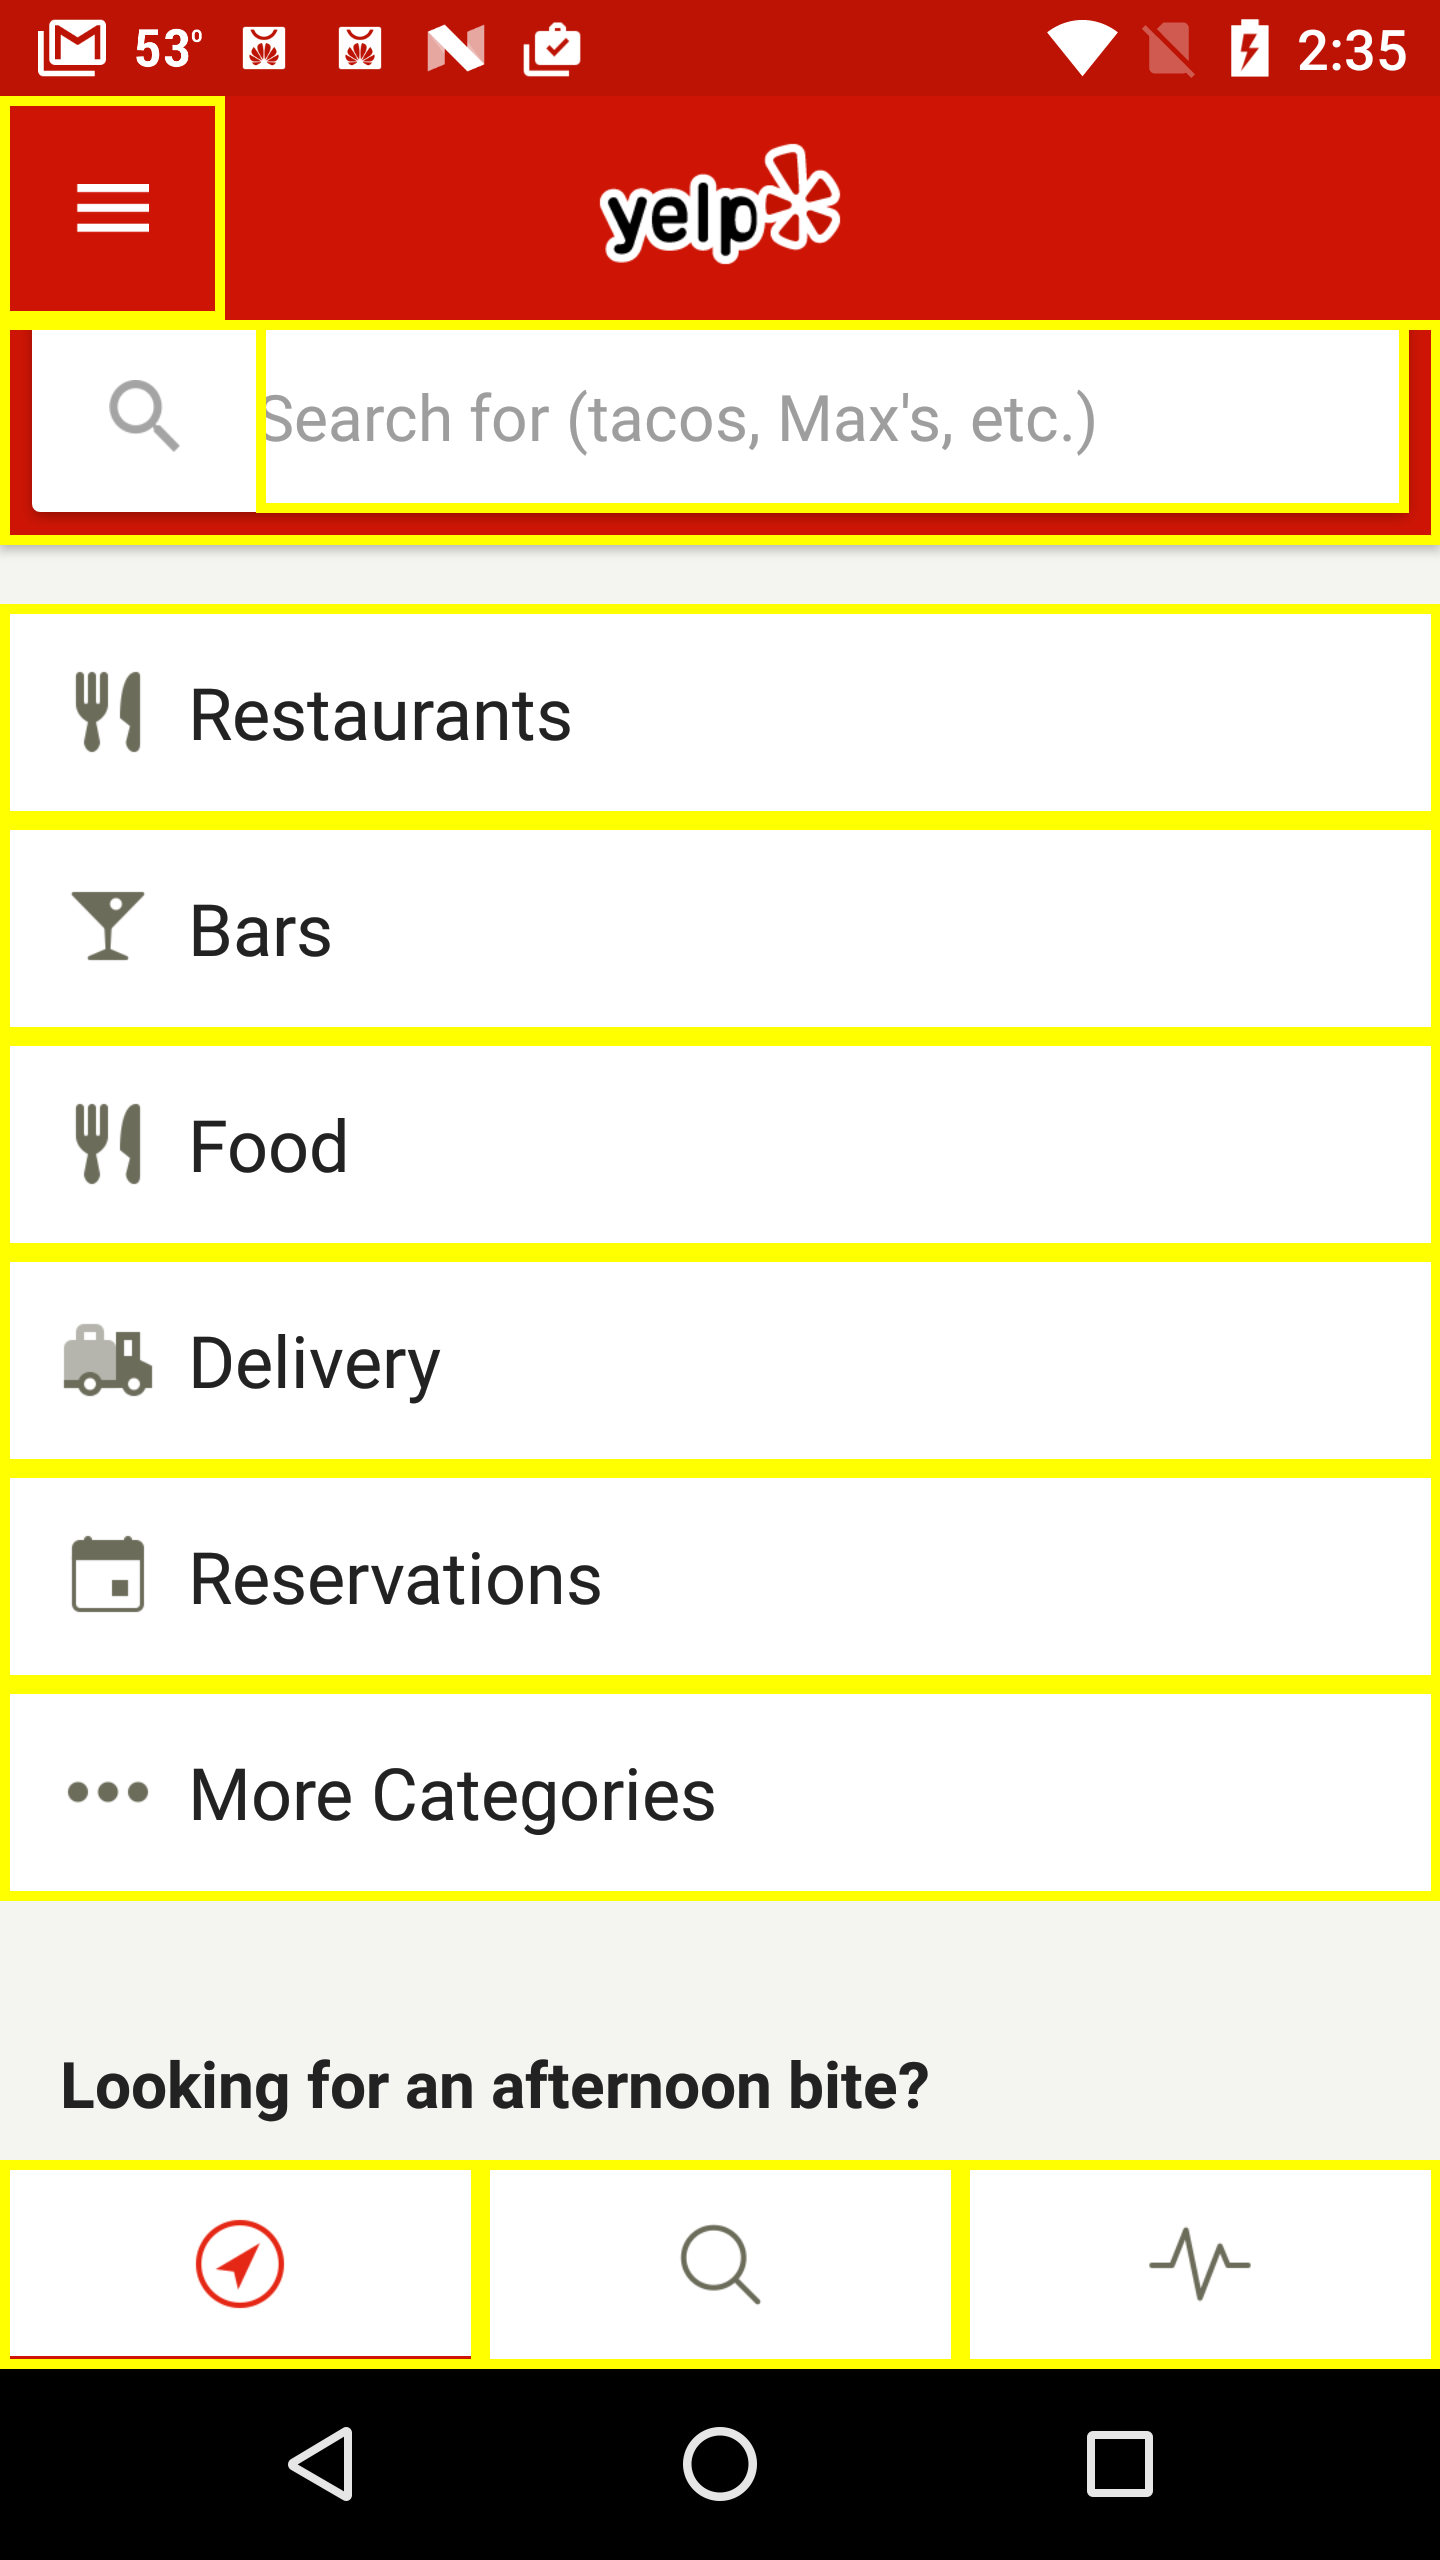 53° 2:35
yelp
Search for (tacos, Max's, etc.)
Restaurants
Bars
Food
Delivery
Reservations
More Categories
Looking for an afternoon bite?